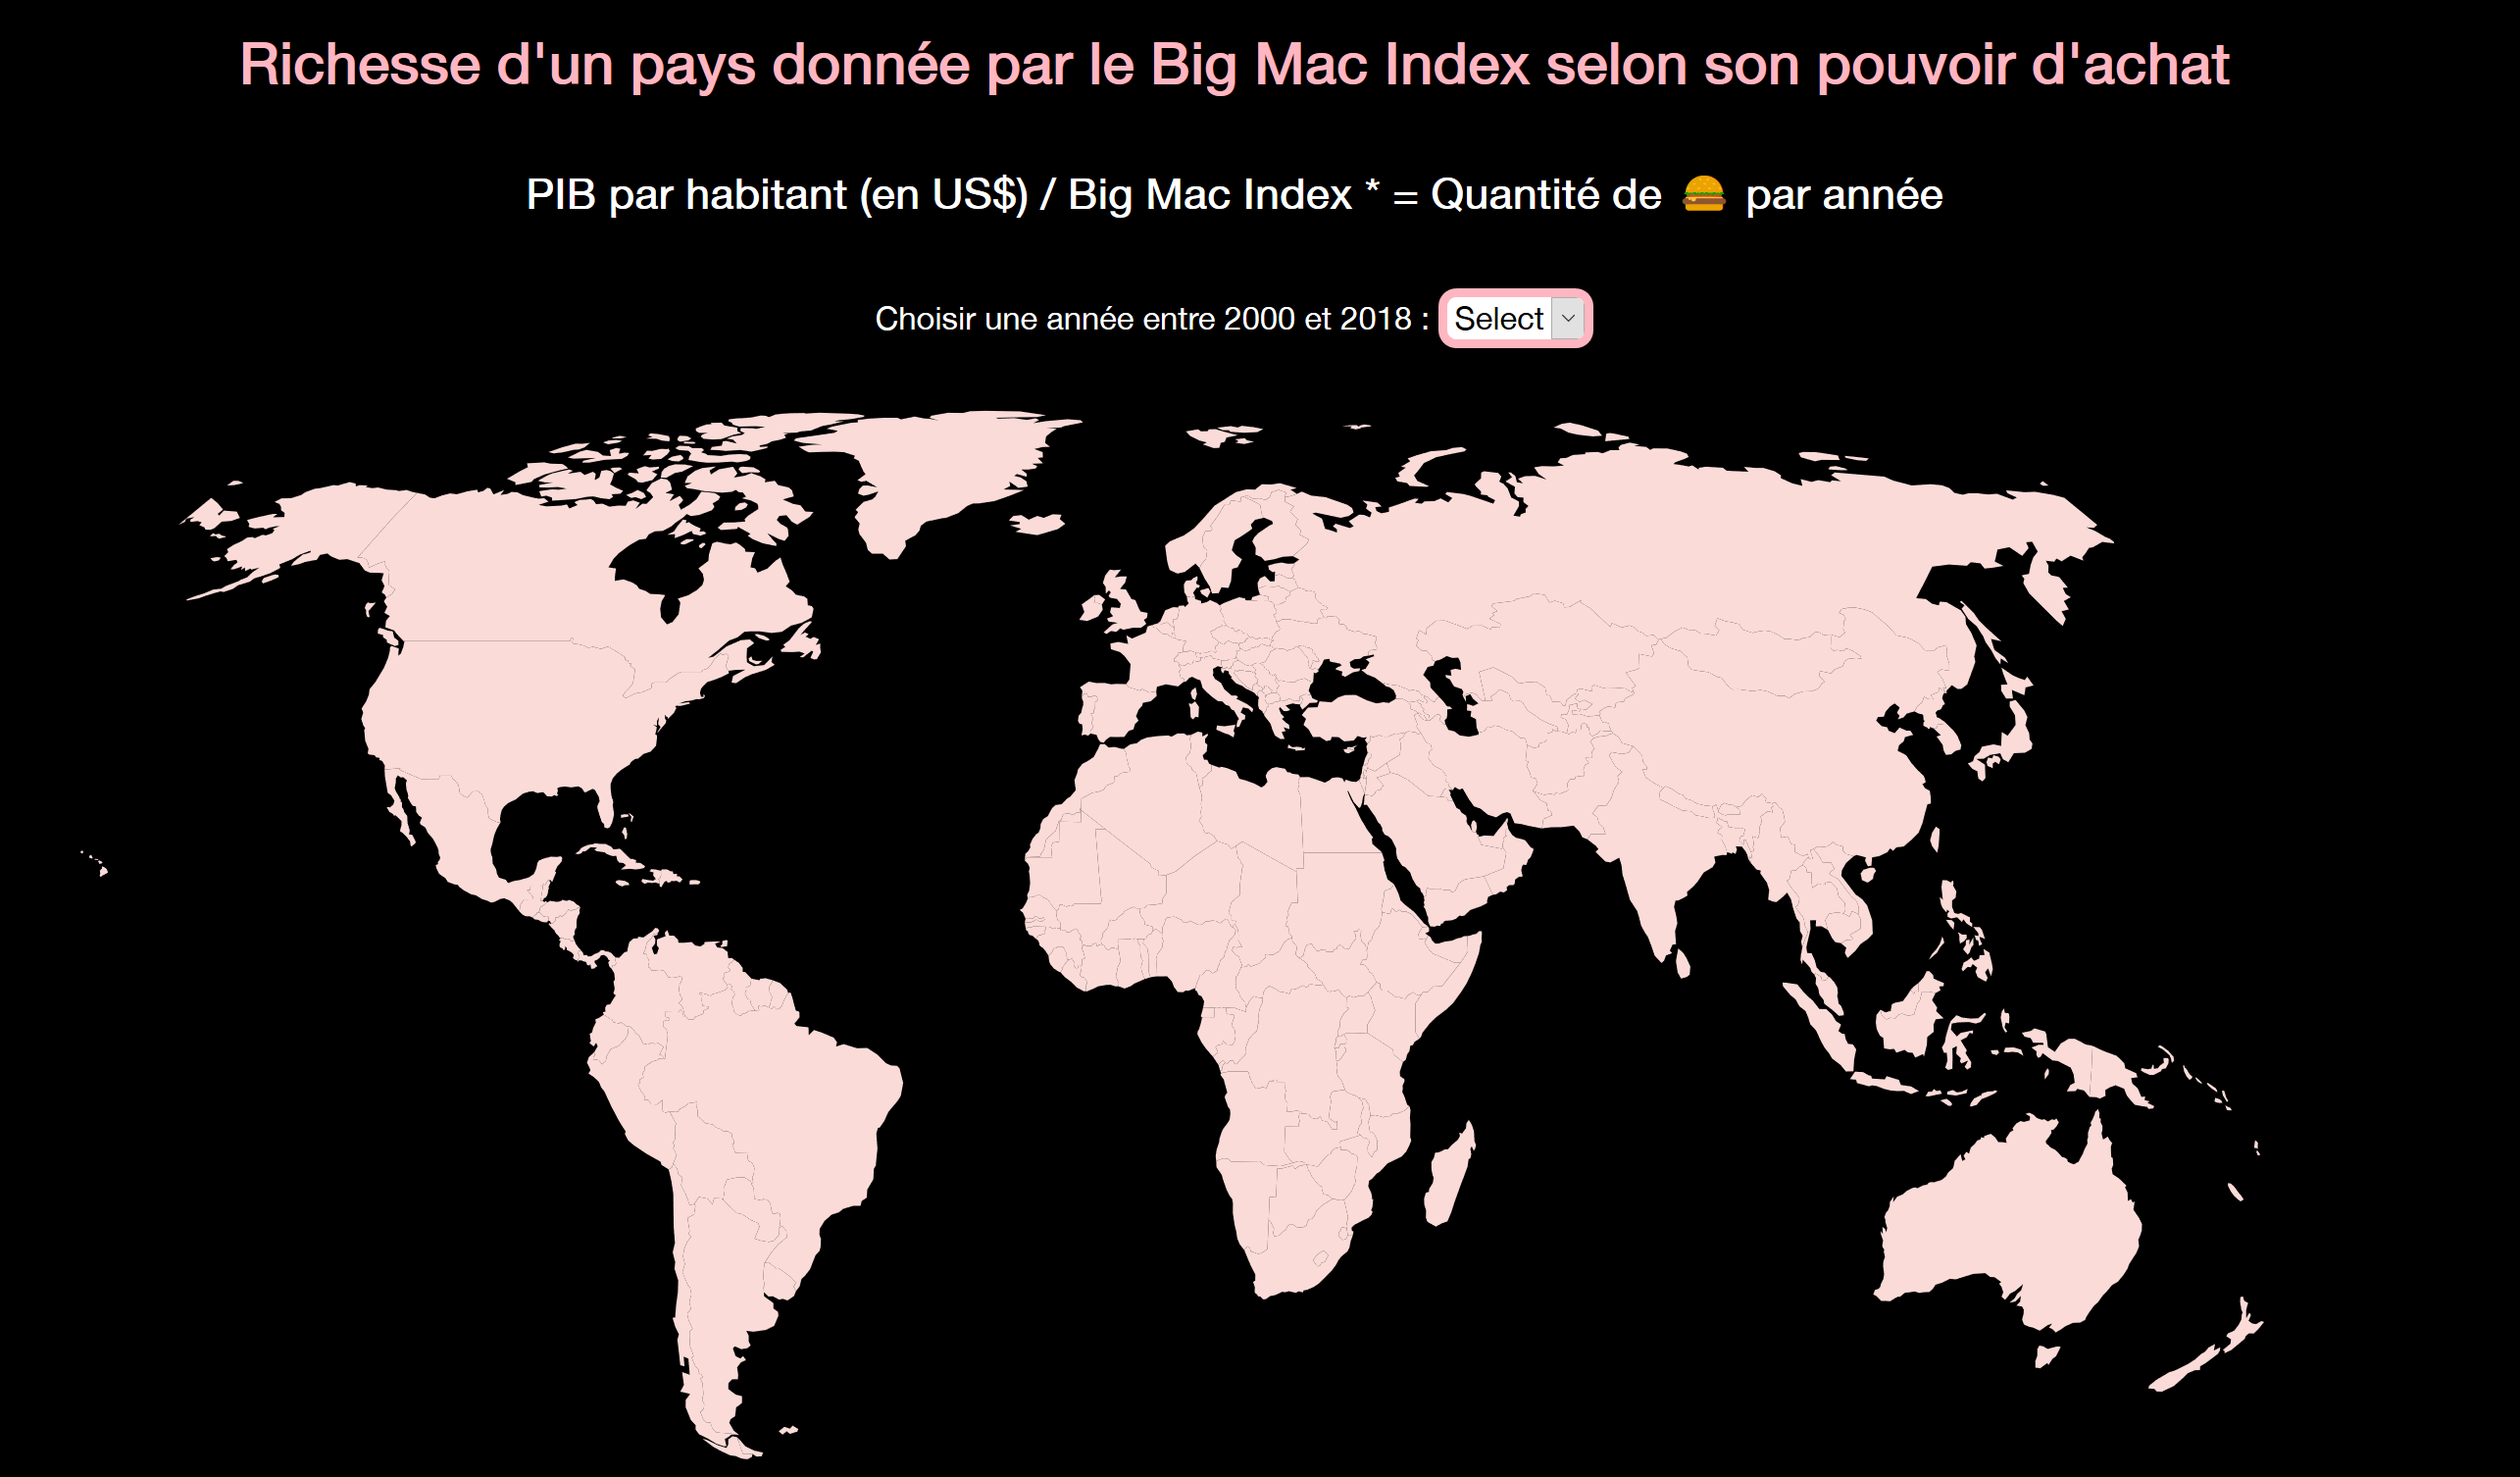 Richesse d'un pays donnée par le Big Mac Index selon son pouvoir d'achat
PIB par habitant (en US$) / Big Mac Index * = Quantité de 🍔 par année
Choisir une année entre 2000 et 2018 : Select